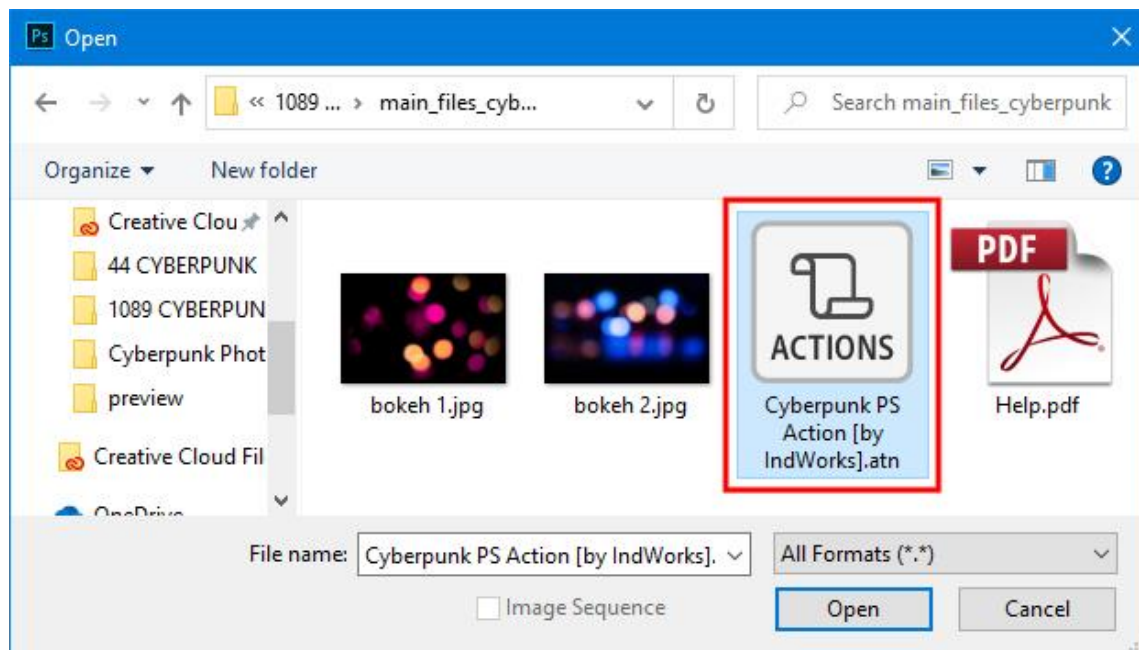 Ps Open
« 1089 ... › main_files_cyb...
Search main_files_cyberpunk
Organize
New folder
?
Creative Clou
44 CYBERPUNK
1089 CYBERPUN
Cyberpunk Phot
preview
Creative Cloud Fil
OneDrive
bokeh 1.jpg
bokeh 2.jpg
ACTIONS
Cyberpunk PS
Action [by
IndWorks].atn
PDF
Help.pdf
File name:
Cyberpunk PS Action [by IndWorks].
All Formats (*.*)
Image Sequence
Open
Cancel